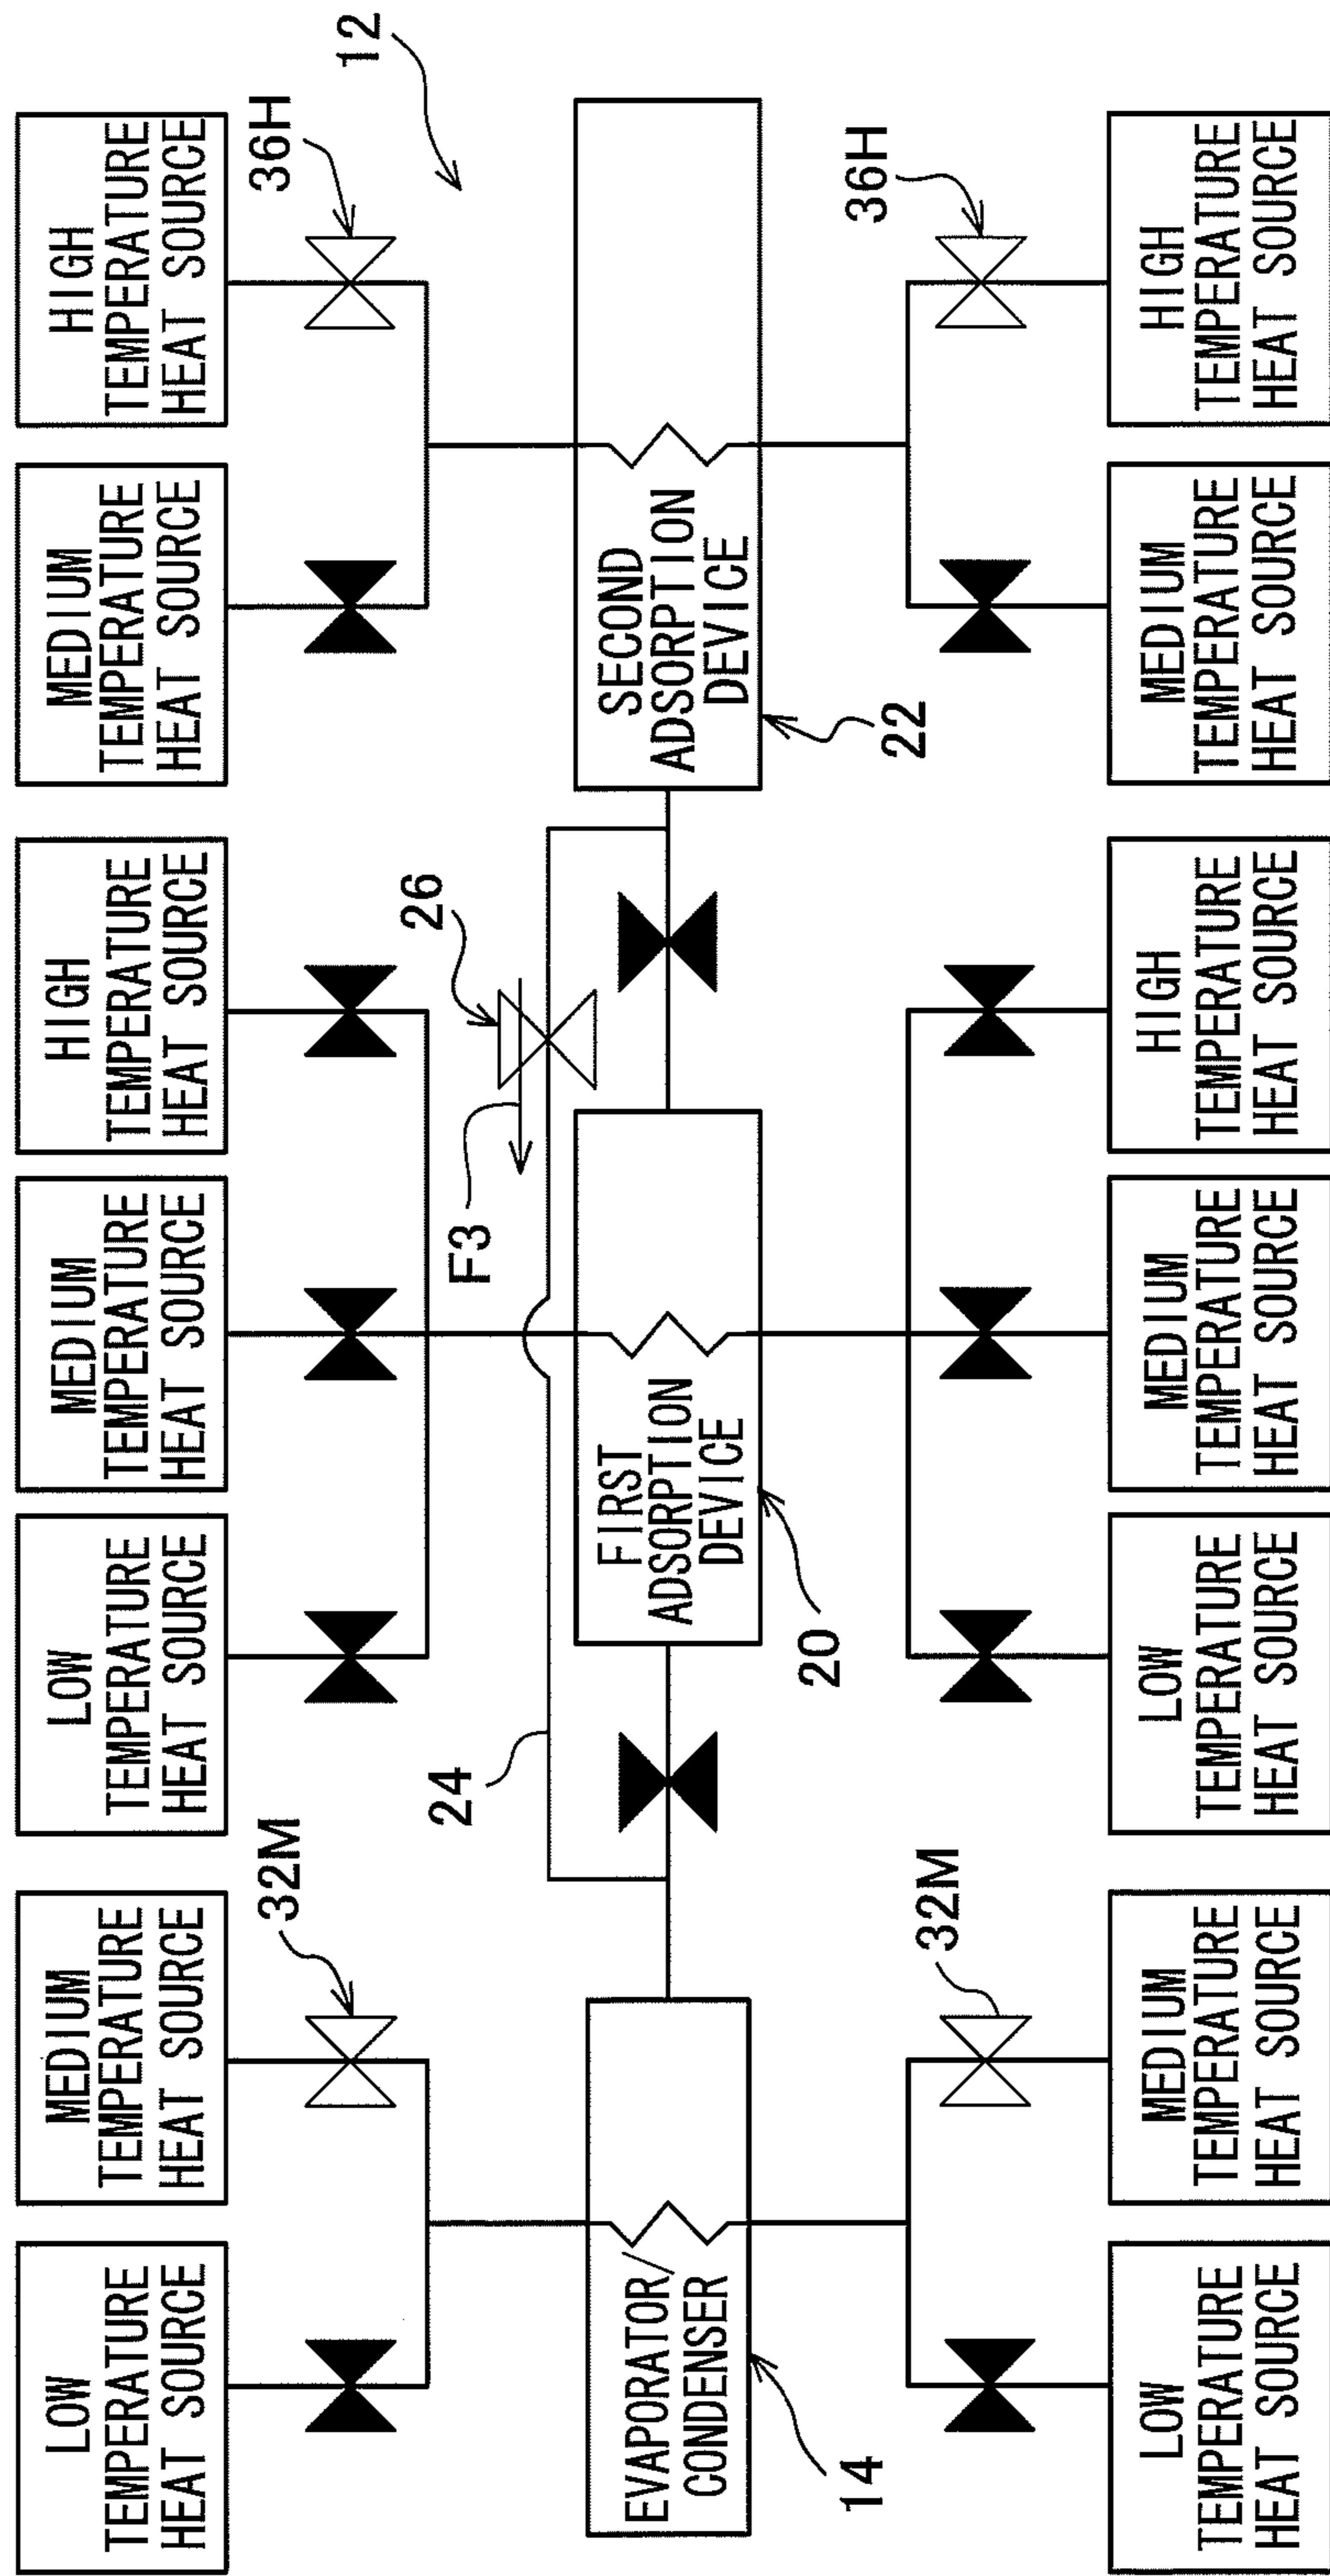 LOW
TEMPERATURE
HEAT SOURCE
MEDIUM
TEMPERATURE
HEAT SOURCE
LOW
TEMPERATURE
HEAT SOURCE
MEDIUM
TEMPERATURE
HEAT SOURCE
HIGH
TEMPERATURE
HEAT SOURCE
MEDIUM
TEMPERATURE
HEAT SOURCE
HIGH
TEMPERATURE
HEAT SOURCE
32M
36H
12
24
F3
26
EVAPORATOR/
CONDENSER
FIRST
ADSORPTION
DEVICE
SECOND
ADSORPTION
DEVICE
14
20
22
32M
36H
LOW
TEMPERATURE
HEAT SOURCE
MEDIUM
TEMPERATURE
HEAT SOURCE
LOW
TEMPERATURE
HEAT SOURCE
MEDIUM
TEMPERATURE
HEAT SOURCE
HIGH
TEMPERATURE
HEAT SOURCE
MEDIUM
TEMPERATURE
HEAT SOURCE
HIGH
TEMPERATURE
HEAT SOURCE